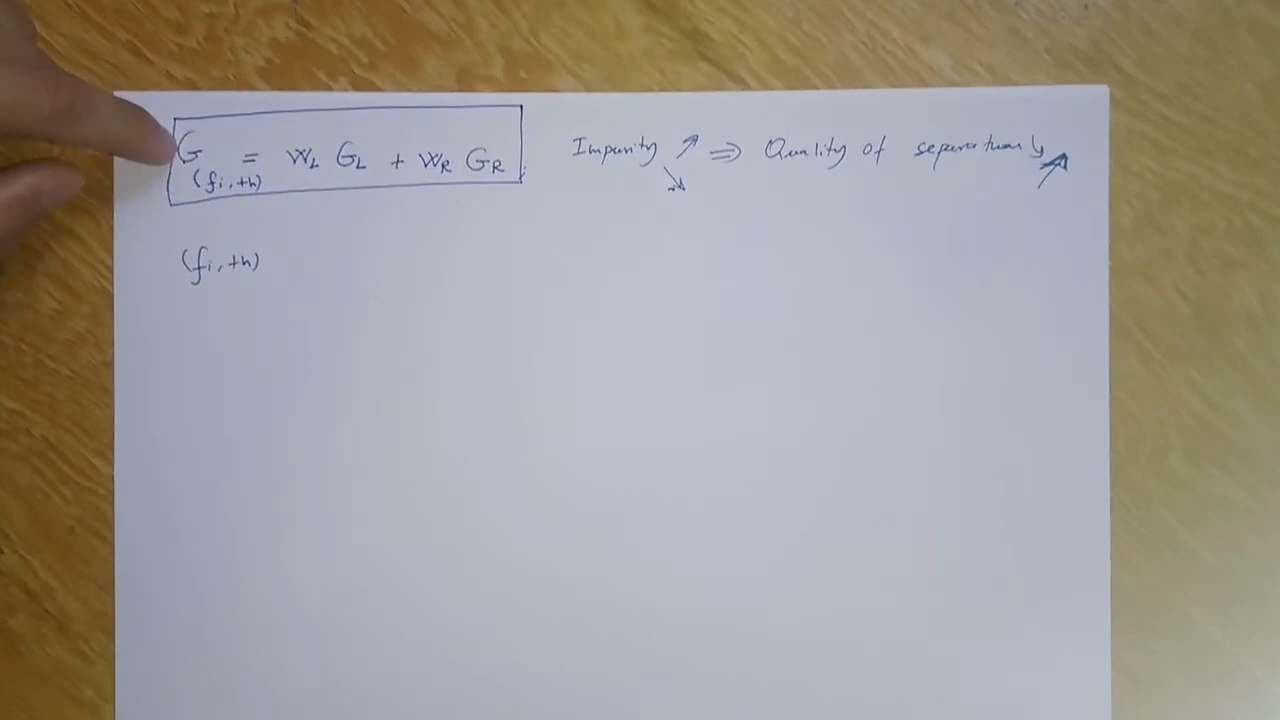 G(fi,th) = WL GL + WR GR
Impurity ↗ ⇒ Quality of separation ↘
↘ ↗
(fi,th)